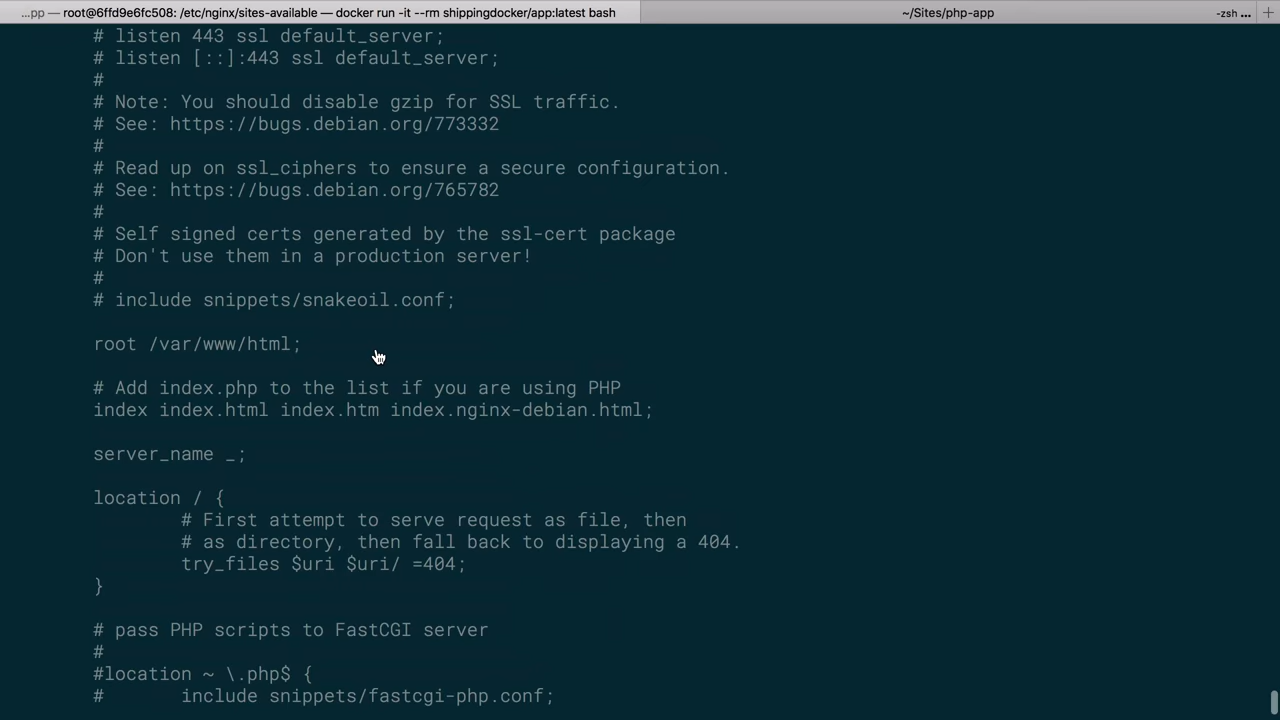 ...pp — root@6ffd9e6fc508: /etc/nginx/sites-available — docker run -it --rm shippingdocker/app:latest bash
~/Sites/php-app
-zsh ...
# listen 443 ssl default_server;
# listen [::]:443 ssl default_server;
#
# Note: You should disable gzip for SSL traffic.
# See: https://bugs.debian.org/773332
#
# Read up on ssl_ciphers to ensure a secure configuration.
# See: https://bugs.debian.org/765782
#
# Self signed certs generated by the ssl-cert package
# Don't use them in a production server!
#
# include snippets/snakeoil.conf;
root /var/www/html;
# Add index.php to the list if you are using PHP
index index.html index.htm index.nginx-debian.html;
server_name _;
location / {
# First attempt to serve request as file, then
# as directory, then fall back to displaying a 404.
try_files $uri $uri/ =404;
}
# pass PHP scripts to FastCGI server
#
#location ~ \.php$ {
#       include snippets/fastcgi-php.conf;